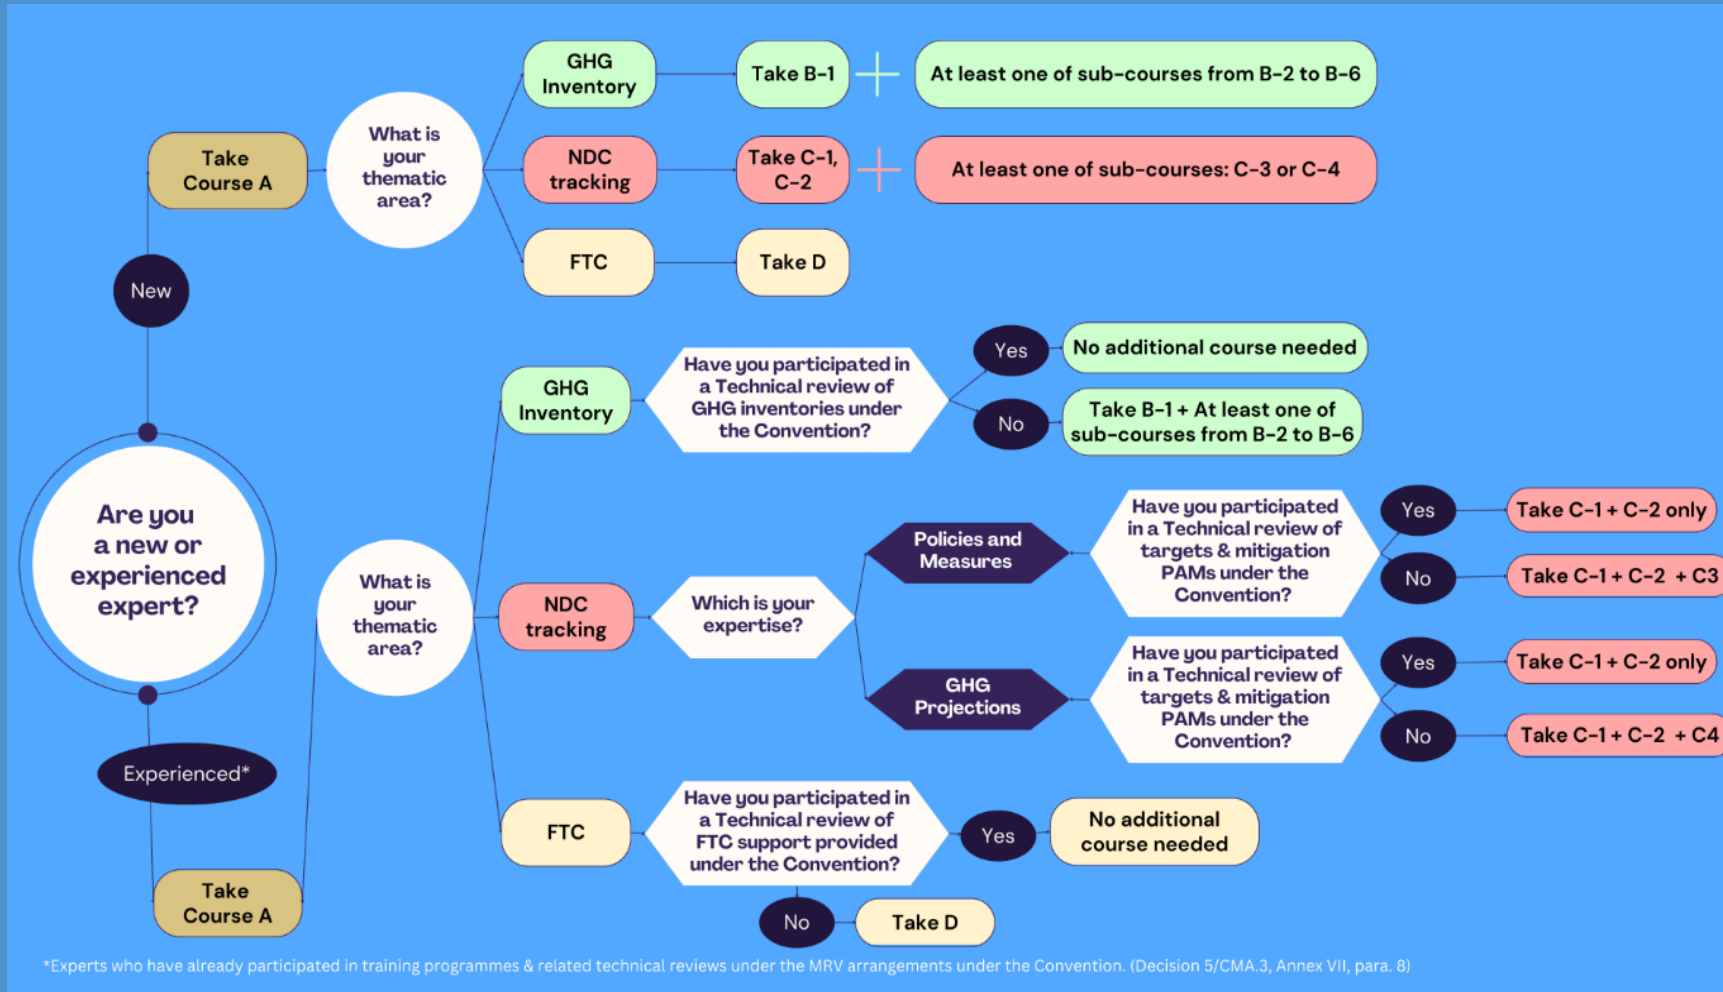 GHG
Inventory
Take B-1
At least one of sub-courses from B-2 to B-6
What is
your
thematic
area?
Take
Course A
NDC
tracking
Take C-1,
C-2
At least one of sub-courses: C-3 or C-4
FTC
Take D
New
Are you
a new or
experienced
expert?
Experienced*
Take
Course A
What is
your
thematic
area?
GHG
Inventory
Have you participated in
a Technical review of
GHG inventories under
the Convention?
Yes
No additional course needed
No
Take B-1 + At least one of
sub-courses from B-2 to B-6
NDC
tracking
Which is your
expertise?
Policies and
Measures
Have you participated
in a Technical review of
targets & mitigation
PAMs under the
Convention?
Yes
Take C-1 + C-2 only
No
Take C-1 + C-2 + C3
GHG
Projections
Have you participated
in a Technical review of
targets & mitigation
PAMs under the
Convention?
Yes
Take C-1 + C-2 only
No
Take C-1 + C-2 + C4
FTC
Have you participated in
a Technical review of
FTC support provided
under the Convention?
Yes
No additional
course needed
No
Take D
*Experts who have already participated in training programmes & related technical reviews under the MRV arrangements under the Convention. (Decision 5/CMA.3, Annex VII, para. 8)